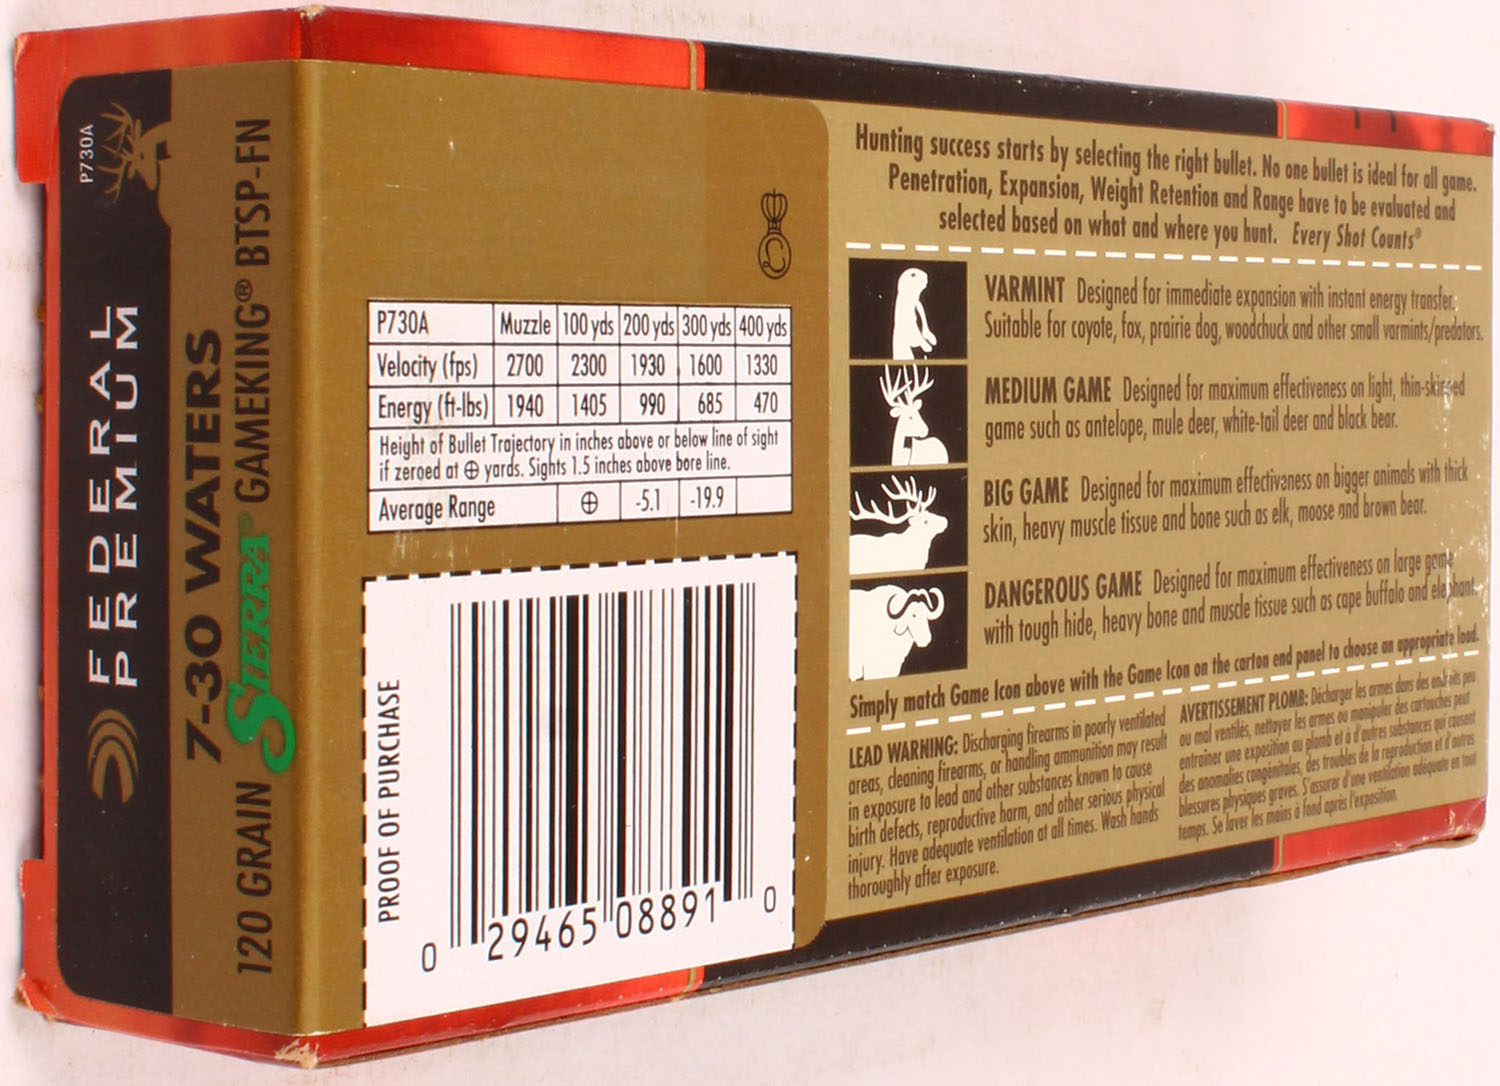 P730A
FEDERAL
PREMIUM
7-30 WATERS
120 GRAIN SIERRA® GAMEKING® BTSP-FN
P730A Muzzle 100 yds 200 yds 300 yds 400 yds
Velocity (fps) 2700 2300 1930 1600 1330
Energy (ft-lbs) 1940 1405 990 685 470
Height of Bullet Trajectory in inches above or below line of sight
if zeroed at ⊕ yards. Sights 1.5 inches above bore line.
Average Range ⊕ -5.1 -19.9
PROOF OF PURCHASE
0 29465 08891 0
Hunting success starts by selecting the right bullet. No one bullet is ideal for all game.
Penetration, Expansion, Weight Retention and Range have to be evaluated and
selected based on what and where you hunt. Every Shot Counts®
VARMINT Designed for immediate expansion with instant energy transfer.
Suitable for coyote, fox, prairie dog, woodchuck and other small varmints/predators.
MEDIUM GAME Designed for maximum effectiveness on light, thin-skinned
game such as antelope, mule deer, white-tail deer and black bear.
BIG GAME Designed for maximum effectiveness on bigger animals with thick
skin, heavy muscle tissue and bone such as elk, moose and brown bear.
DANGEROUS GAME Designed for maximum effectiveness on large game
with tough hide, heavy bone and muscle tissue such as cape buffalo and elephant.
Simply match Game Icon above with the Game Icon on the carton end panel to choose an appropriate load.
LEAD WARNING: Discharging firearms in poorly ventilated
areas, cleaning firearms, or handling ammunition may result
in exposure to lead and other substances known to cause
birth defects, reproductive harm, and other serious physical
injury. Have adequate ventilation at all times. Wash hands
thoroughly after exposure.
AVERTISSEMENT PLOMB: Décharger les armes dans des endroits peu
ou mal ventilés, nettoyer les armes ou manipuler des cartouches peut
entraîner une exposition au plomb et à d'autres substances qui causent
des anomalies congénitales, des troubles de la reproduction et d'autres
blessures physiques graves. S'assurer d'une ventilation adéquate en tout
temps. Se laver les mains à fond après l'exposition.